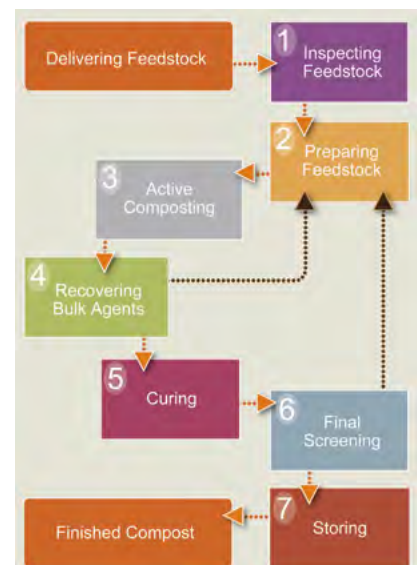 Delivering Feedstock
1
Inspecting
Feedstock
2
Preparing
Feedstock
3
Active
Composting
4
Recovering
Bulk Agents
5
Curing
6
Final
Screening
7
Storing
Finished Compost